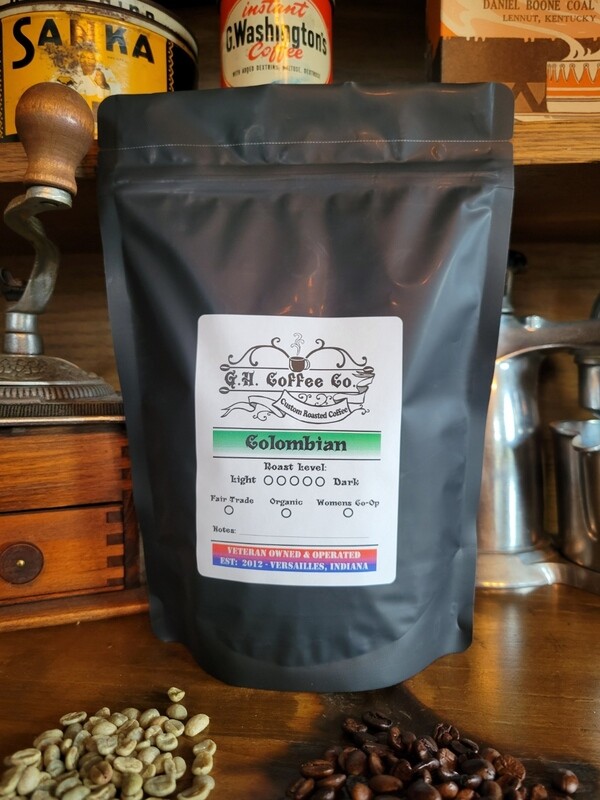 SANKA
instant
G.Washington's
Coffee
DANIEL BOONE COAL
LENNUT, KENTUCKY
G.H. Coffee Co.
Custom Roasted Coffee
Colombian
Roast Level:
Light Dark
Fair Trade Organic Womens Co-Op
Notes:
VETERAN OWNED & OPERATED
EST: 2012 - VERSAILLES, INDIANA